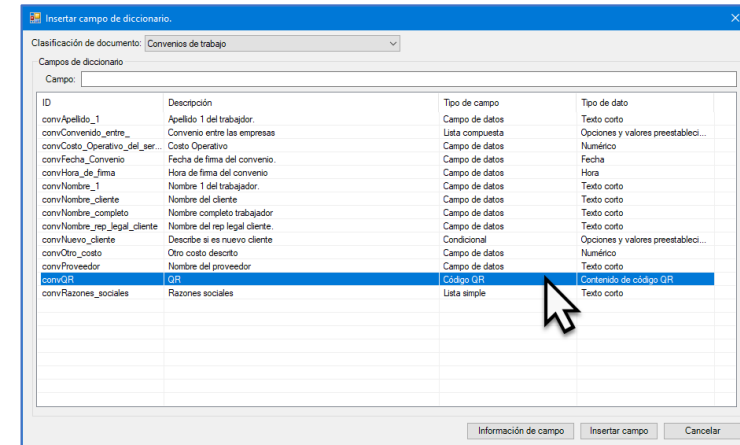 Insertar campo de diccionario.
Clasificación de documento: Convenios de trabajo
Campos de diccionario
Campo:
ID Descripción Tipo de campo Tipo de dato
convApellido_1 Apellido 1 del trabajdor. Campo de datos Texto corto
convConvenido_entre_ Convenio entre las empresas Lista compuesta Opciones y valores preestableci...
convCosto_Operativo_del_ser... Costo Operativo Campo de datos Numérico
convFecha_Convenio Fecha de firma del convenio. Campo de datos Fecha
convHora_de_firma Hora de firma del convenio Campo de datos Hora
convNombre_1 Nombre 1 del trabajador. Campo de datos Texto corto
convNombre_cliente Nombre del cliente Campo de datos Texto corto
convNombre_completo Nombre completo trabajador Campo de datos Texto corto
convNombre_rep_legal_cliente Nombre del rep legal cliente. Campo de datos Texto corto
convNuevo_cliente Describe si es nuevo cliente Condicional Opciones y valores preestableci...
convOtro_costo Otro costo descrito Campo de datos Numérico
convProveedor Nombre del proveedor Campo de datos Texto corto
convQR QR Código QR Contenido de código QR
convRazones_sociales Razones sociales Lista simple Texto corto
Información de campo Insertar campo Cancelar